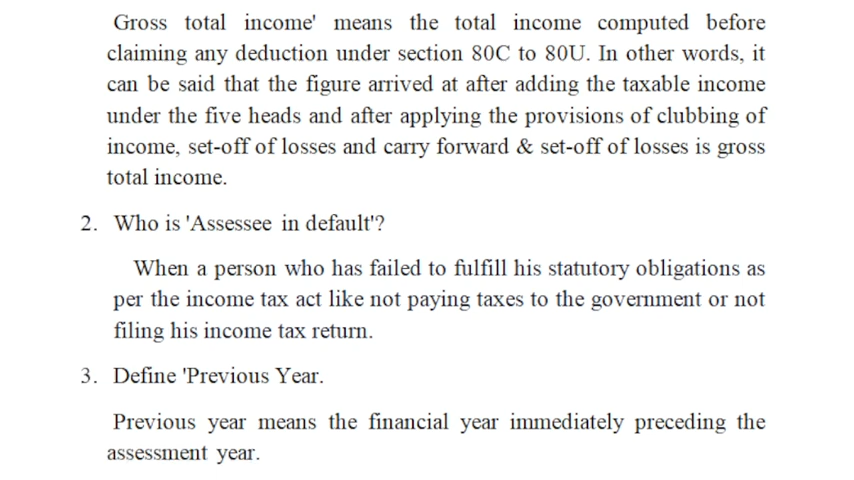 Gross total income' means the total income computed before
claiming any deduction under section 80C to 80U. In other words, it
can be said that the figure arrived at after adding the taxable income
under the five heads and after applying the provisions of clubbing of
income, set-off of losses and carry forward & set-off of losses is gross
total income.
2. Who is 'Assessee in default'?
When a person who has failed to fulfill his statutory obligations as
per the income tax act like not paying taxes to the government or not
filing his income tax return.
3. Define 'Previous Year.
Previous year means the financial year immediately preceding the
assessment year.